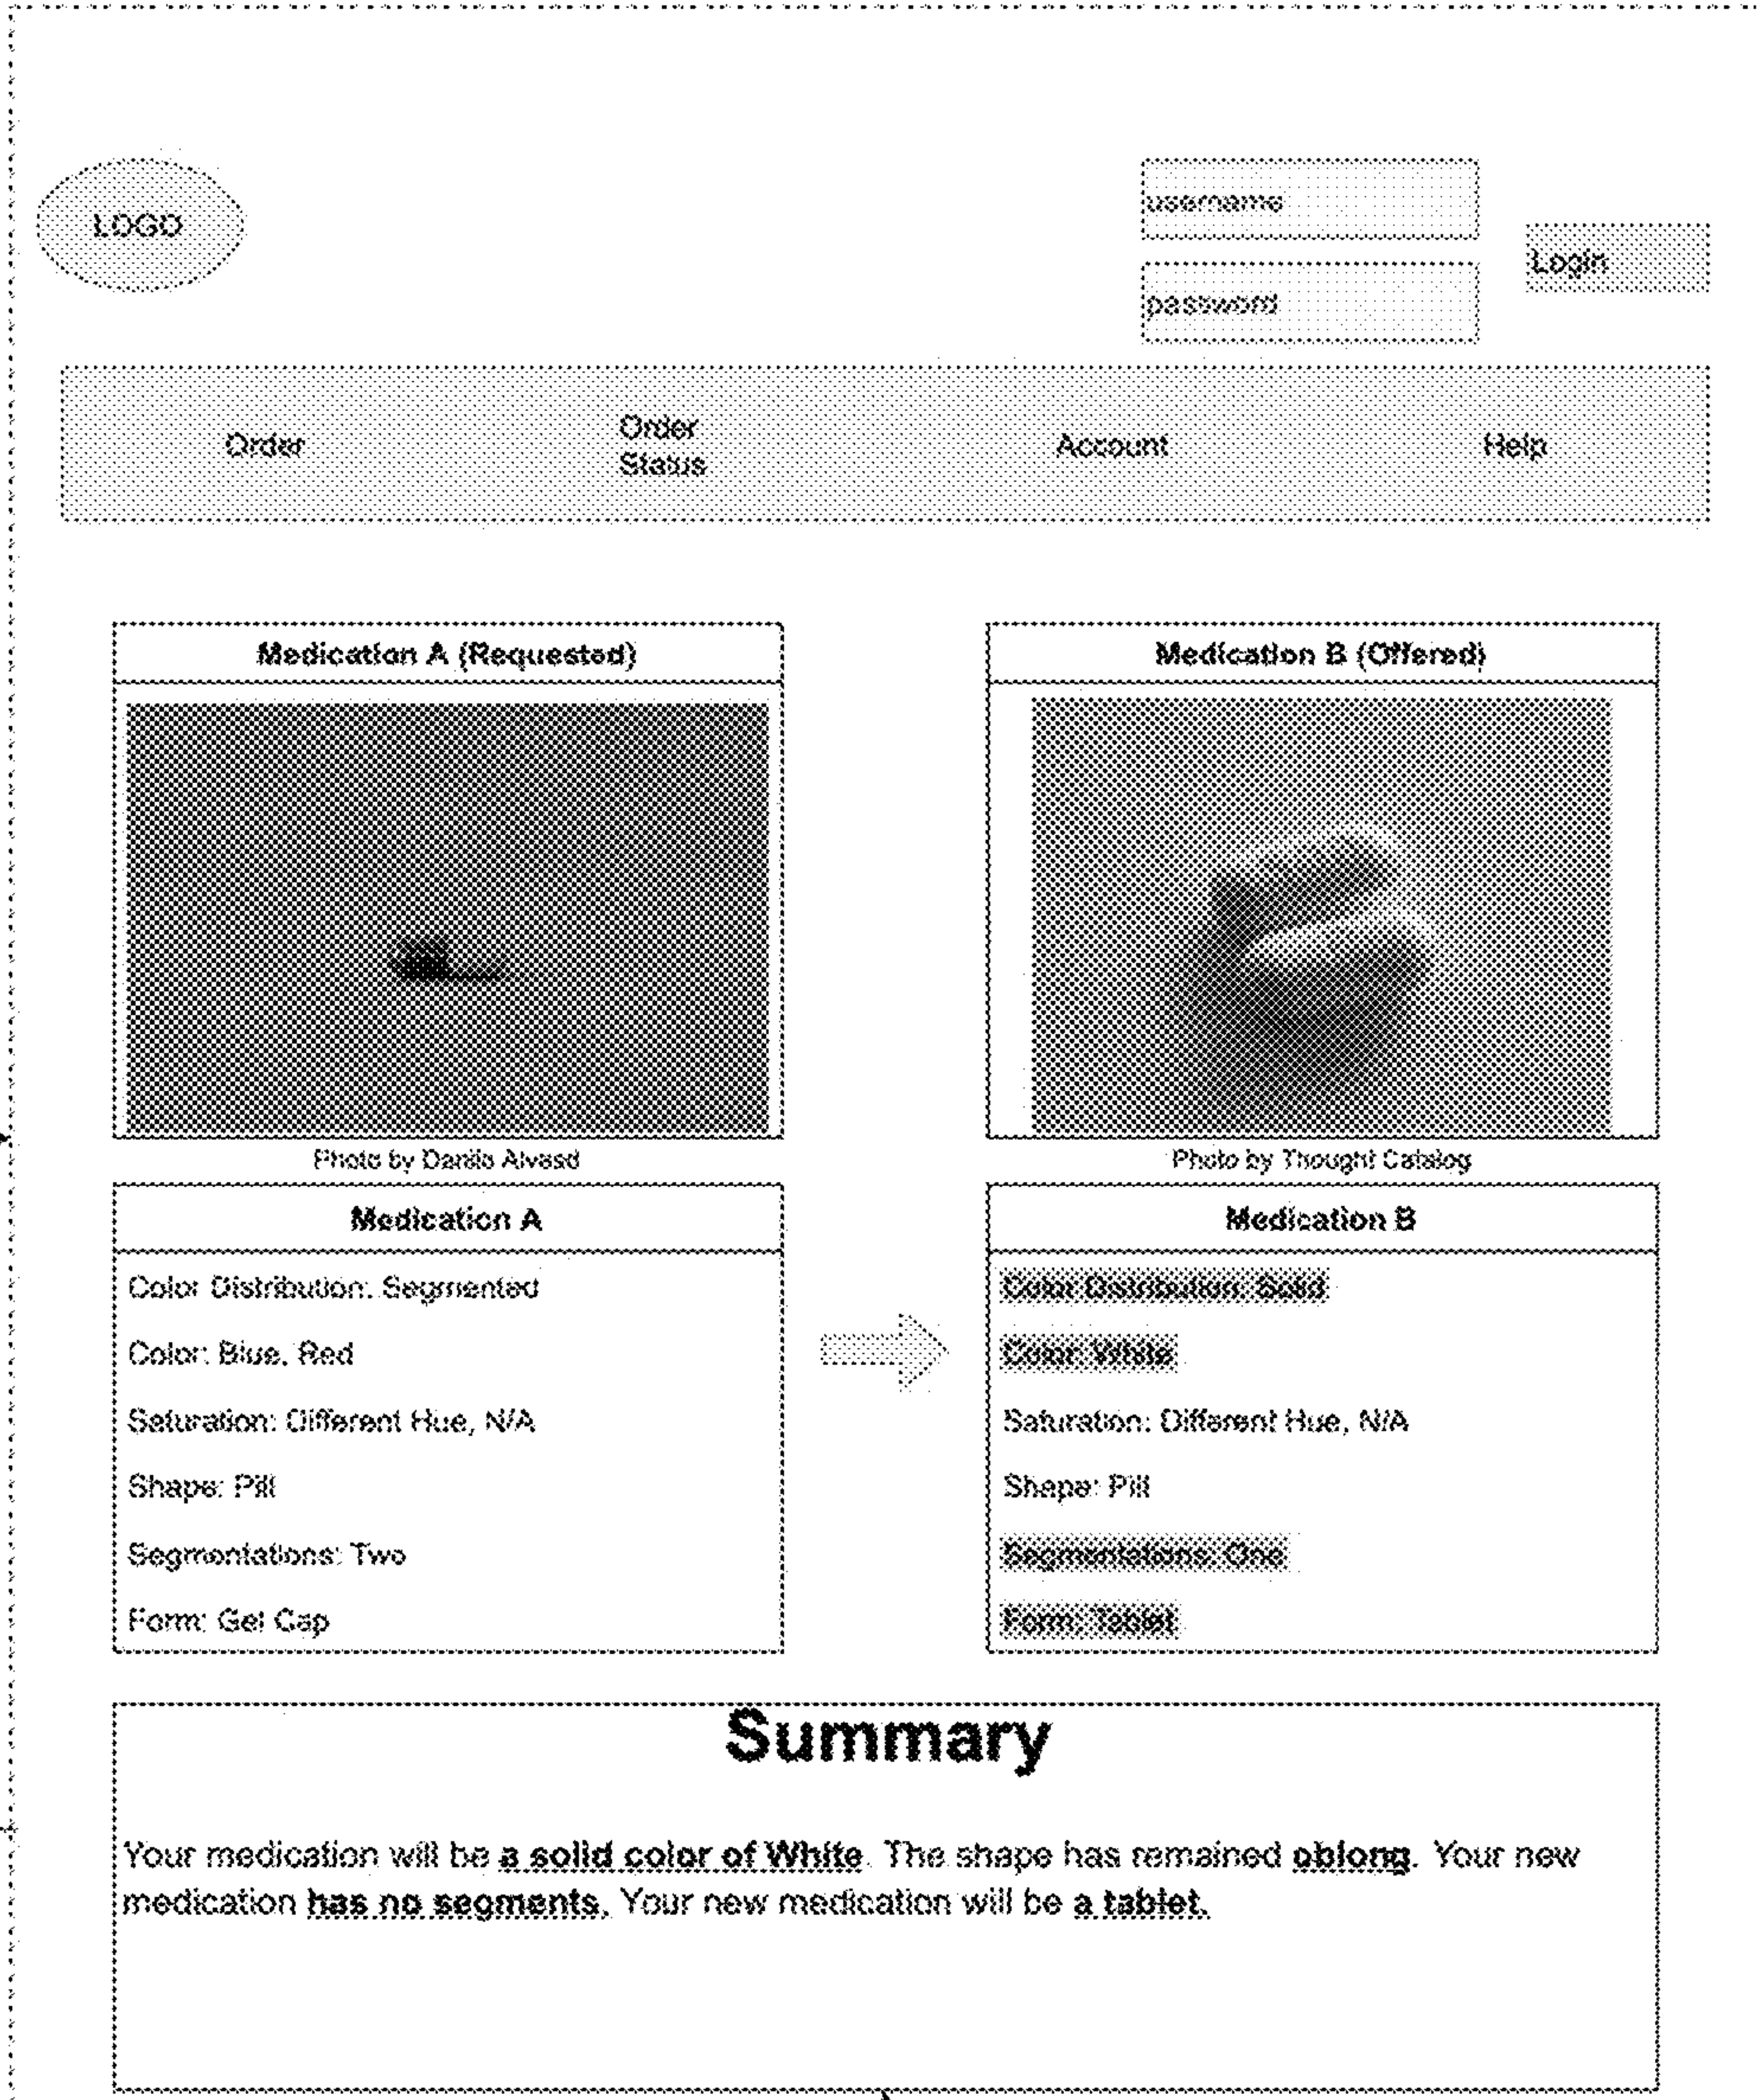 LOGO
username
password
Login
Order
Order
Status
Account
Help
Medication A (Requested)
Medication B (Offered)
Photo by Danilo Alvesd
Photo by Thought Catalog
Medication A
Color Distribution: Segmented
Color: Blue, Red
Saturation: Different Hue, N/A
Shape: Pill
Segmentations: Two
Form: Gel Cap
Medication B
Color Distribution: Solid
Color: White
Saturation: Different Hue, N/A
Shape: Pill
Segmentations: One
Form: Tablet
Summary
Your medication will be a solid color of White. The shape has remained oblong. Your new
medication has no segments. Your new medication will be a tablet.